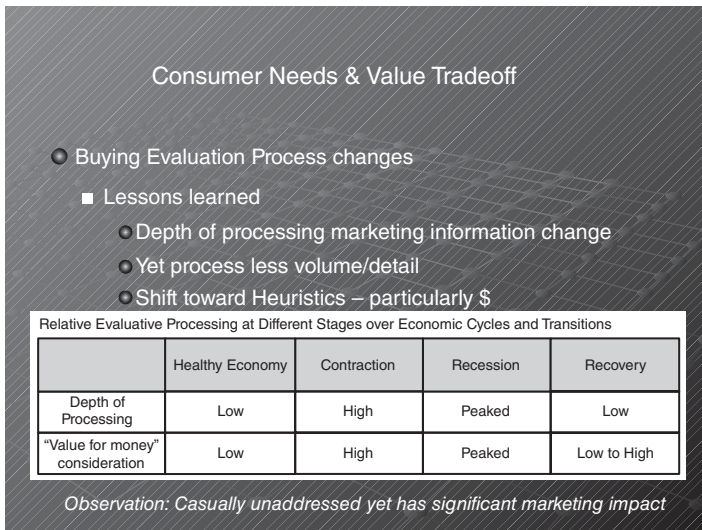 Consumer Needs & Value Tradeoff
Buying Evaluation Process changes
Lessons learned
Depth of processing marketing information change
Yet process less volume/detail
Shift toward Heuristics – particularly $
Relative Evaluative Processing at Different Stages over Economic Cycles and Transitions
Healthy Economy Contraction Recession Recovery
Depth of
Processing Low High Peaked Low
"Value for money"
consideration Low High Peaked Low to High
Observation: Casually unaddressed yet has significant marketing impact